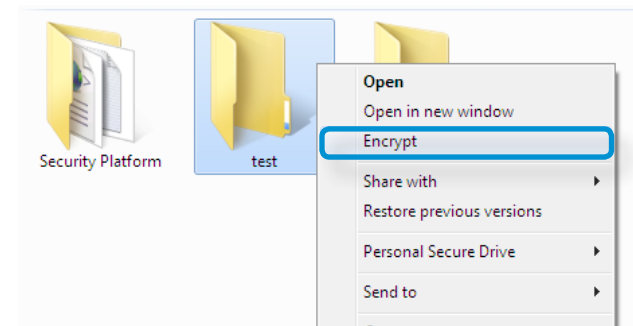 Security Platform
test
Open
Open in new window
Encrypt
Share with
Restore previous versions
Personal Secure Drive
Send to